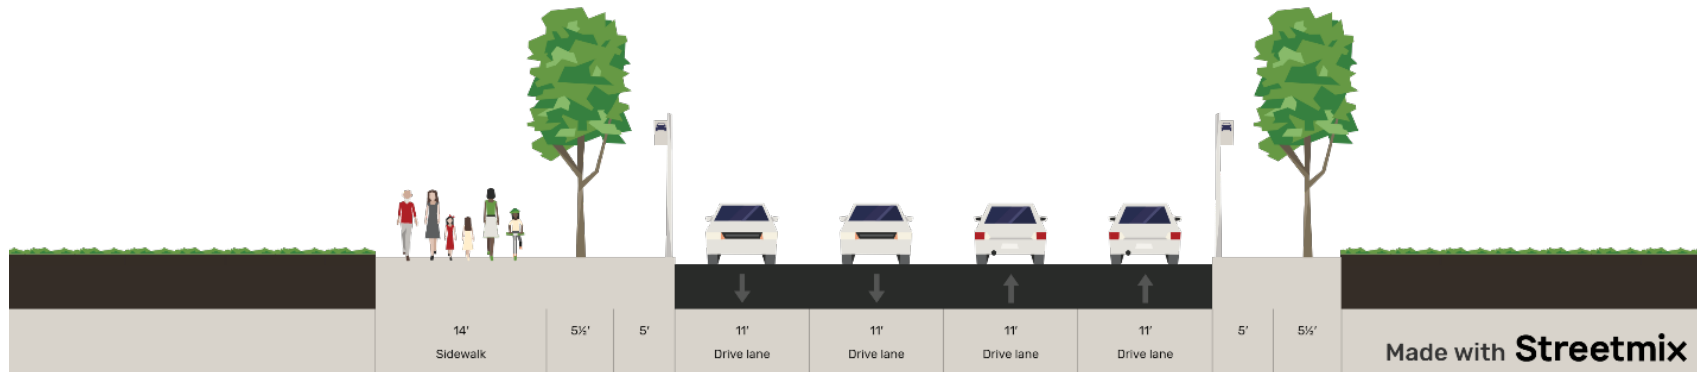 14' 5½' 5' 11' 11' 11' 11' 5' 5½'
Sidewalk Drive lane Drive lane Drive lane Drive lane
Made with Streetmix